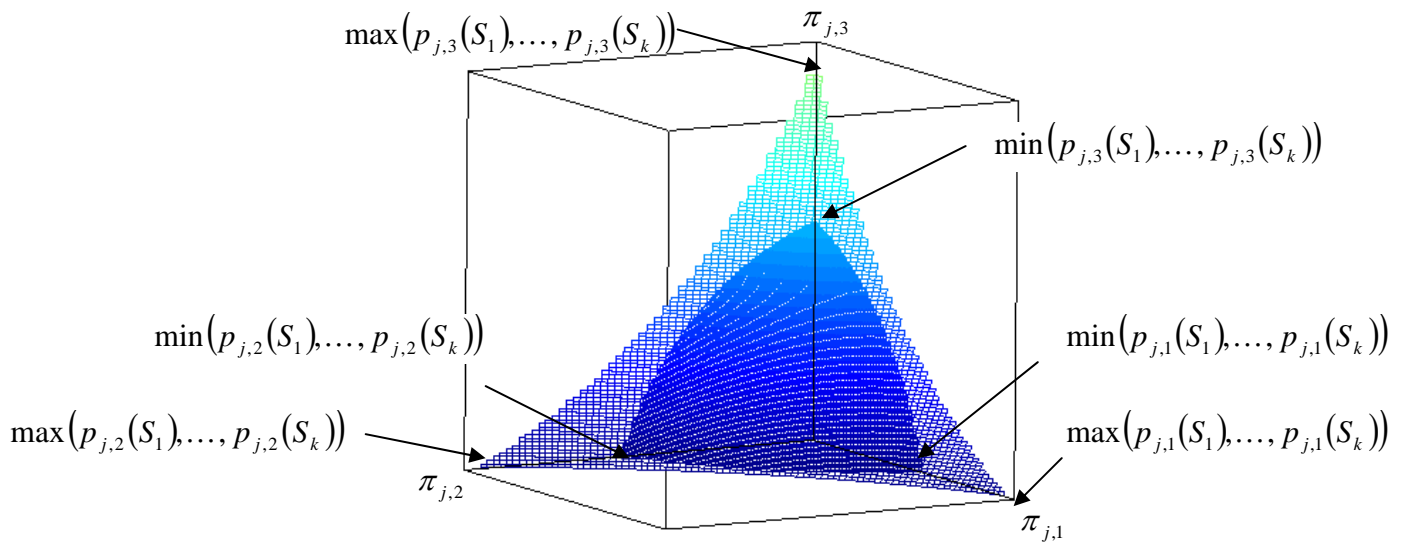 π_{j,3}
max(p_{j,3}(S_1),…, p_{j,3}(S_k))
min(p_{j,3}(S_1),…, p_{j,3}(S_k))
min(p_{j,2}(S_1),…, p_{j,2}(S_k))
min(p_{j,1}(S_1),…, p_{j,1}(S_k))
max(p_{j,2}(S_1),…, p_{j,2}(S_k))
max(p_{j,1}(S_1),…, p_{j,1}(S_k))
π_{j,2}
π_{j,1}